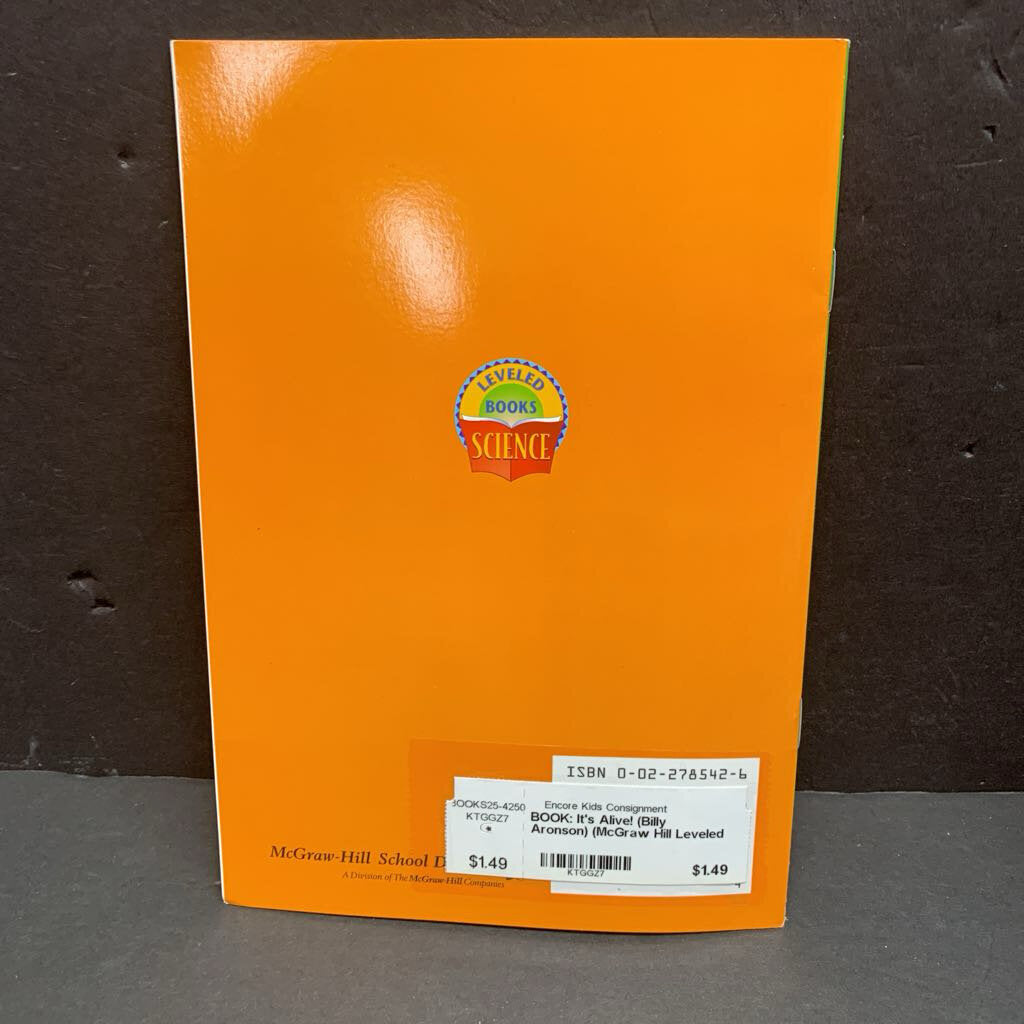 LEVELED
BOOKS
SCIENCE
ISBN 0-02-278542-6
BOOKS25-4250
KTGGZ7
$1.49
Encore Kids Consignment
BOOK: It's Alive! (Billy
Aronson) (McGraw Hill Leveled
KTGGZ7
$1.49
McGraw-Hill School
A Division of The McGraw-Hill Companies